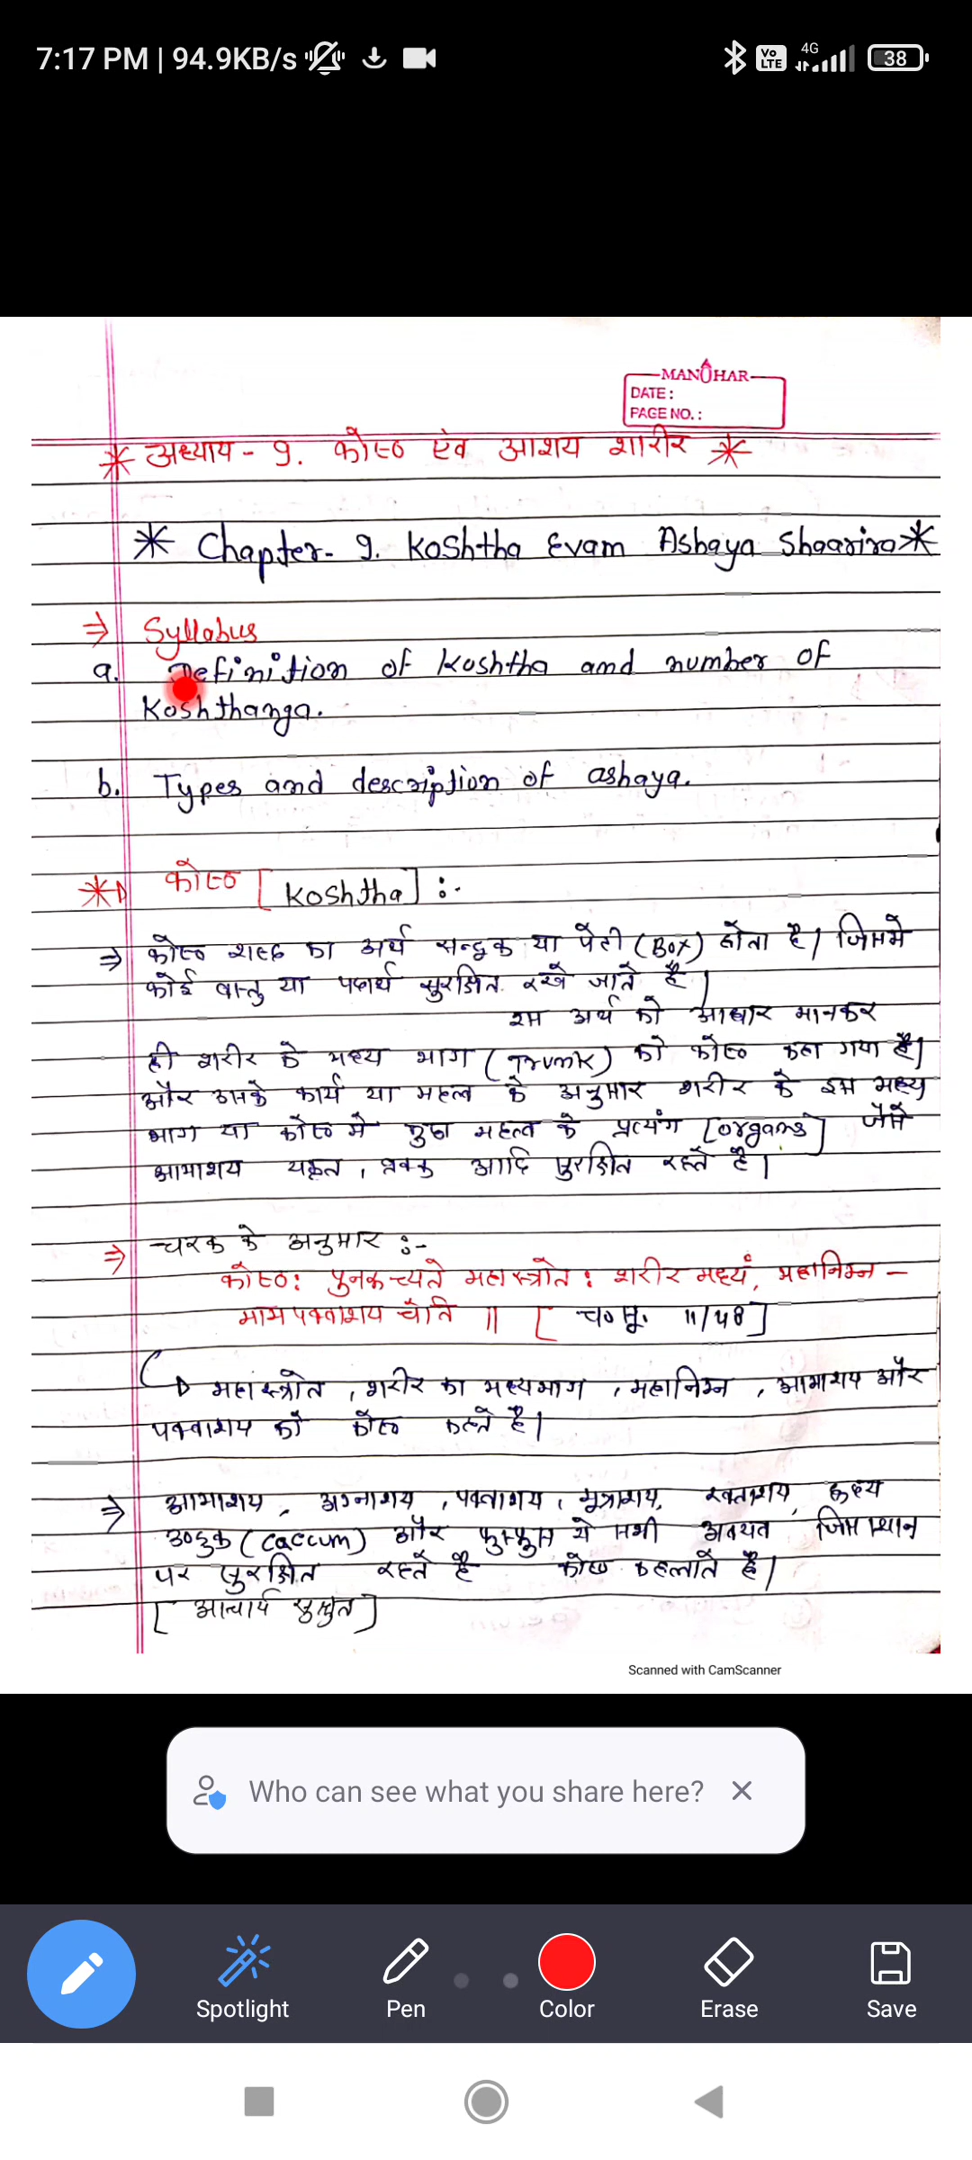 7:17 PM | 94.9KB/s
Vo LTE 4G 38
MANOHAR
DATE :
PAGE NO. :
* अध्याय - 9. कोष्ठ एंव आशय शारीर *
* Chapter- 9. Koshtha Evam Ashaya Shaarira *
⇒ Syllabus
a. Definition of Koshtha and number of
Koshthanga.
b. Types and description of ashaya.
* कोष्ठ [ Koshtha ] :-
⇒ कोष्ठ शब्द का अर्थ सन्दुक या पेटी (Box) होता है। जिसमे
कोई वास्तु या पदार्थ सुरक्षित रखे जाते है।
इस अर्थ को आधार मानकर
ही शरीर के मध्य भाग (Trunk) को कोष्ठ कहा गया है।
और उसके कार्य या महत्व के अनुसार शरीर के इस मध्य
भाग या कोष्ठ मे कुछ महत्व के प्रत्यंग [organs] जैसे
आमाशय यकृत, वृक्क आदि सुरक्षित रहते है।
⇒ चरक के अनुसार :-
कोष्ठः पुनरुच्यते महास्त्रोत : शरीर मध्यं, महानिम्न -
माम पक्वाशय चेति ॥ [ च० सू. 11/48 ]
महास्त्रोत, शरीर का मध्यभाग, महानिम्न, आमाशय और
पक्वाशय को कोष्ठ कहते है।
⇒ आमाशय, अग्नाशय, पक्वाशय, मूत्राशय, रक्ताशय, हृदय
उण्डुक (Caecum) और फुफ्फुस ये सभी अवयव जिस स्थान
पर सुरक्षित रहते है कोष्ठ कहलाते है।
[ आचार्य सुश्रुत ]
Scanned with CamScanner
Who can see what you share here?
Spotlight Pen Color Erase Save